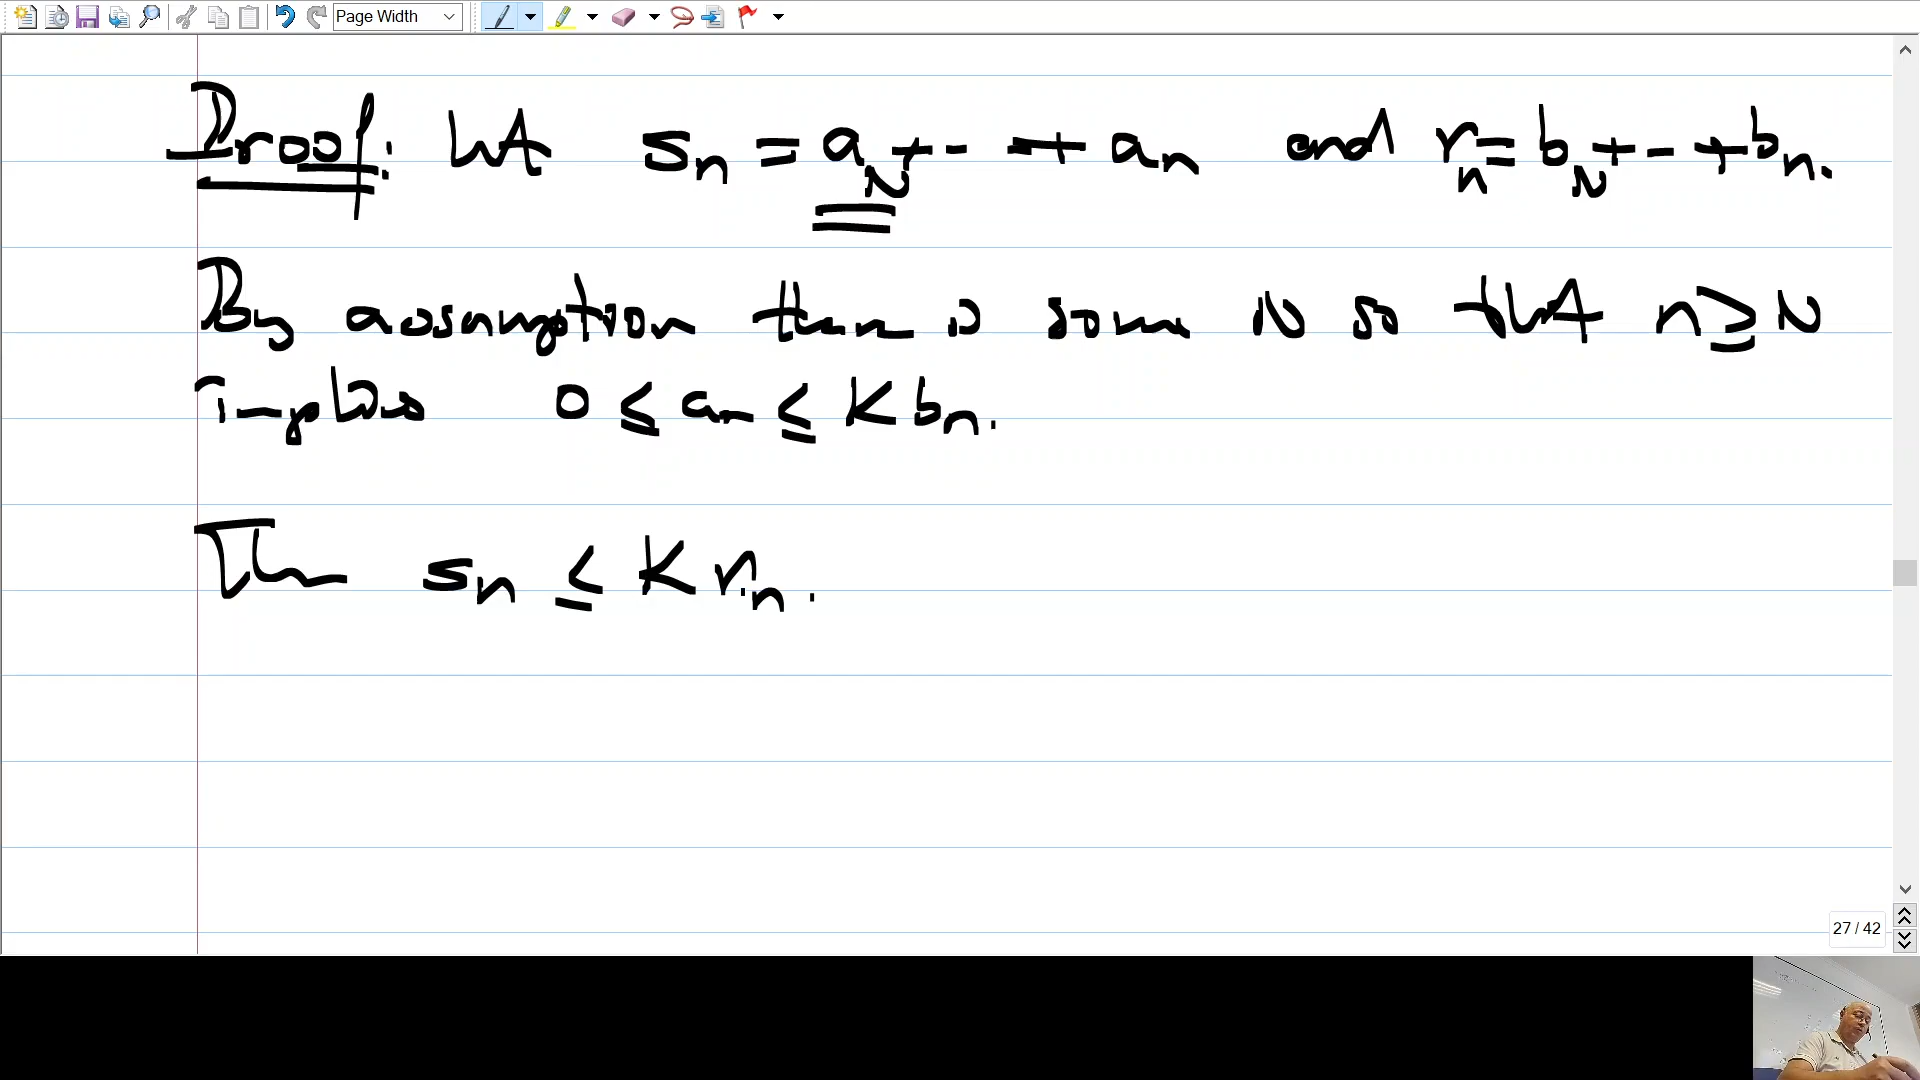 Page Width
Proof: Let s_n = a_N + - - + a_n and r_n = b_N + - - + b_n.
By assumption there is some N so that n ≥ N
implies 0 ≤ a_n ≤ K b_n.
Then s_n ≤ K r_n.
27 / 42